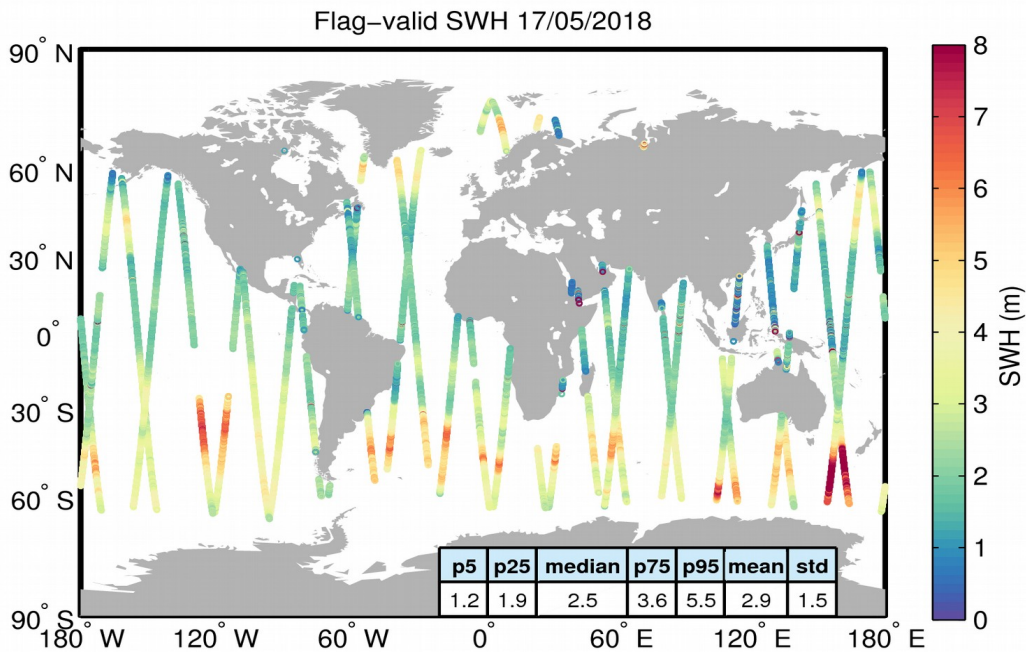 Flag−valid SWH 17/05/2018
90° N
60° N
30° N
0°
30° S
60° S
90° S
180° W
120° W
60° W
0°
60° E
120° E
180° E
p5 p25 median p75 p95 mean std
1.2 1.9 2.5 3.6 5.5 2.9 1.5
8
7
6
5
4
3
2
1
0
SWH (m)